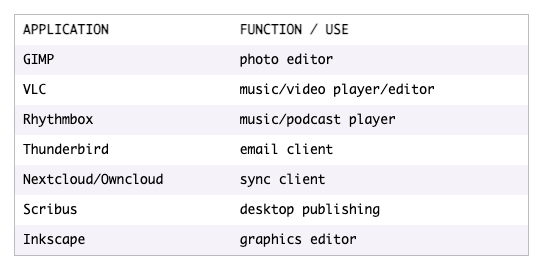 APPLICATION FUNCTION / USE
GIMP photo editor
VLC music/video player/editor
Rhythmbox music/podcast player
Thunderbird email client
Nextcloud/Owncloud sync client
Scribus desktop publishing
Inkscape graphics editor